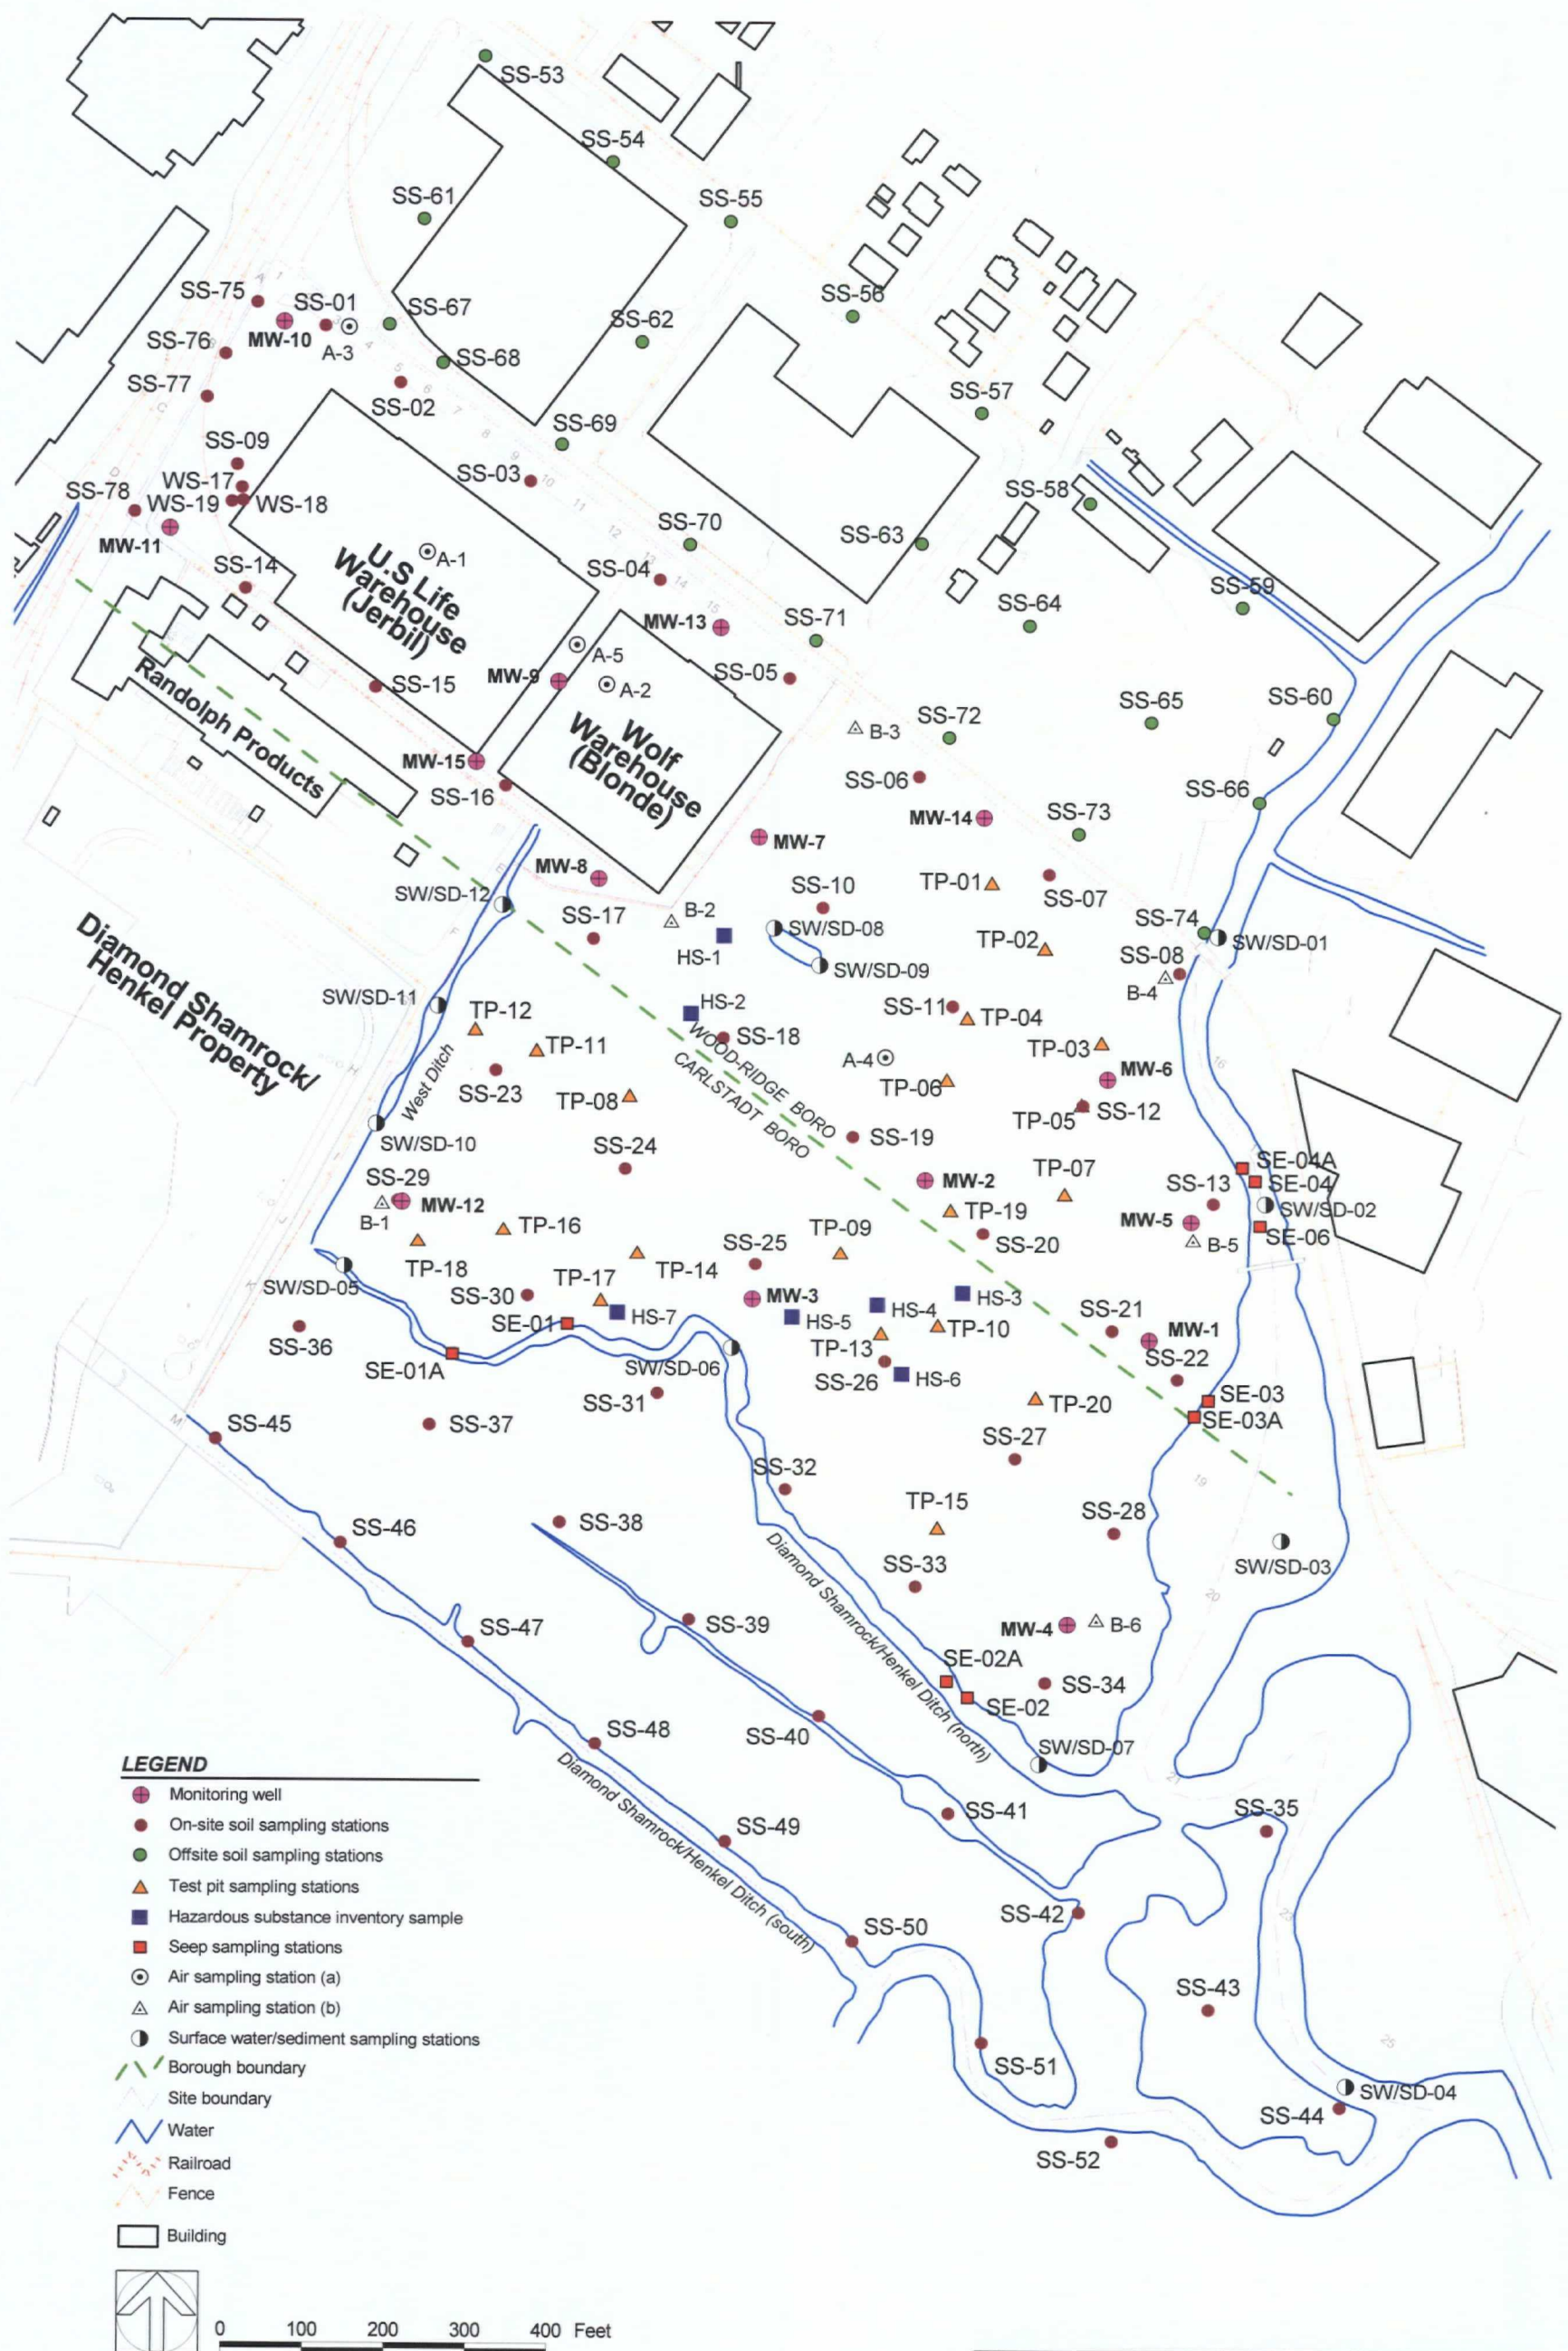 SS-53
SS-54
SS-61
SS-55
SS-75
SS-01
SS-67
SS-56
SS-62
MW-10
SS-76
A-3
SS-68
SS-77
SS-57
SS-02
SS-69
SS-09
SS-03
WS-17
SS-78
WS-19
WS-18
SS-58
SS-70
SS-63
MW-11
A-1
SS-14
SS-04
U.S Life
Warehouse
(Jerbil)
SS-59
SS-64
SS-71
MW-13
A-5
SS-05
MW-9
A-2
SS-15
Randolph Products
SS-65
SS-60
SS-72
B-3
Wolf
Warehouse
(Blonde)
MW-15
SS-06
SS-16
SS-66
MW-14
SS-73
MW-7
MW-8
SS-10
TP-01
SS-07
SW/SD-12
B-2
SS-17
SS-74
SW/SD-08
HS-1
TP-02
SW/SD-01
SS-08
SW/SD-09
B-4
Diamond Shamrock/
Henkel Property
SW/SD-11
TP-12
HS-2
SS-11
TP-04
SS-18
TP-11
TP-03
A-4
MW-6
West Ditch
SS-23
TP-08
TP-06
WOOD-RIDGE BORO
CARLSTADT BORO
TP-05
SS-12
SW/SD-10
SS-24
SS-19
SE-04A
SE-04
TP-07
SS-29
MW-12
B-1
MW-2
SS-13
SW/SD-02
TP-19
MW-5
SE-06
TP-16
TP-09
SS-20
B-5
TP-18
SS-25
TP-14
TP-17
SW/SD-05
SS-30
MW-3
HS-3
HS-4
HS-5
HS-7
SE-01
SS-21
MW-1
TP-10
SS-36
TP-13
SS-22
SE-01A
SW/SD-06
SS-26
HS-6
SE-03
SE-03A
SS-31
TP-20
SS-45
SS-37
SS-27
SS-32
TP-15
SS-28
SS-46
SS-38
SS-33
SW/SD-03
Diamond Shamrock/Henkel Ditch (north)
SS-47
SS-39
MW-4
B-6
SE-02A
SS-34
SE-02
SS-48
SS-40
SW/SD-07
Diamond Shamrock/Henkel Ditch (south)
SS-41
SS-35
SS-49
SS-42
SS-50
SS-43
SS-51
SW/SD-04
SS-44
SS-52
LEGEND
Monitoring well
On-site soil sampling stations
Offsite soil sampling stations
Test pit sampling stations
Hazardous substance inventory sample
Seep sampling stations
Air sampling station (a)
Air sampling station (b)
Surface water/sediment sampling stations
Borough boundary
Site boundary
Water
Railroad
Fence
Building
0 100 200 300 400 Feet